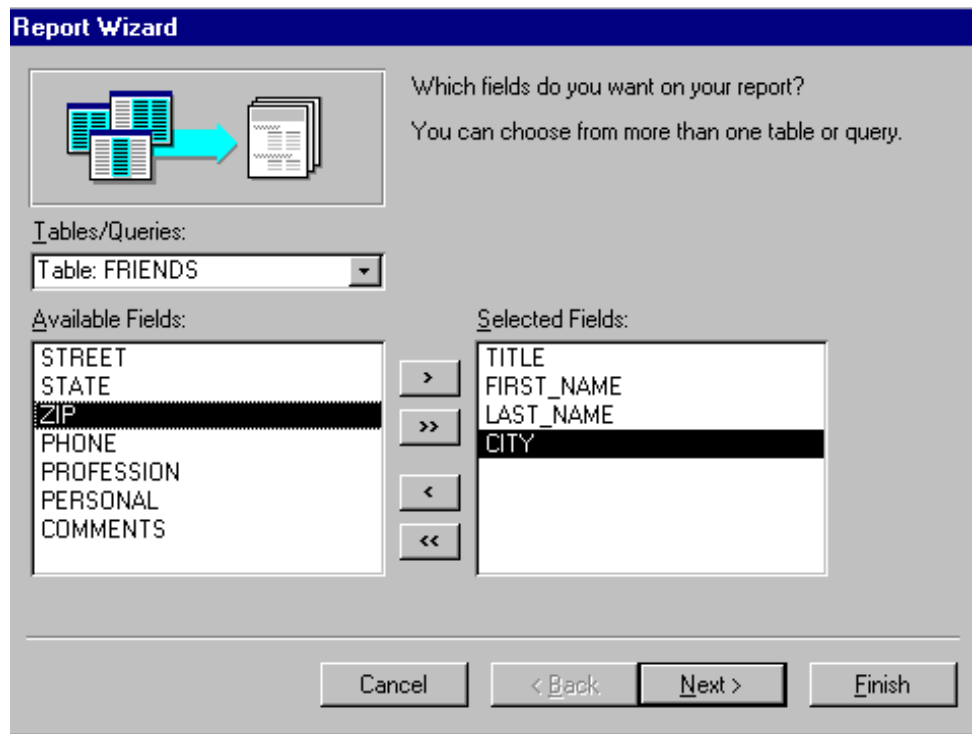 Report Wizard
Which fields do you want on your report?
You can choose from more than one table or query.
Tables/Queries:
Table: FRIENDS
Available Fields:
STREET
STATE
ZIP
PHONE
PROFESSION
PERSONAL
COMMENTS
>
>>
<
<<
Selected Fields:
TITLE
FIRST_NAME
LAST_NAME
CITY
Cancel
< Back
Next >
Finish